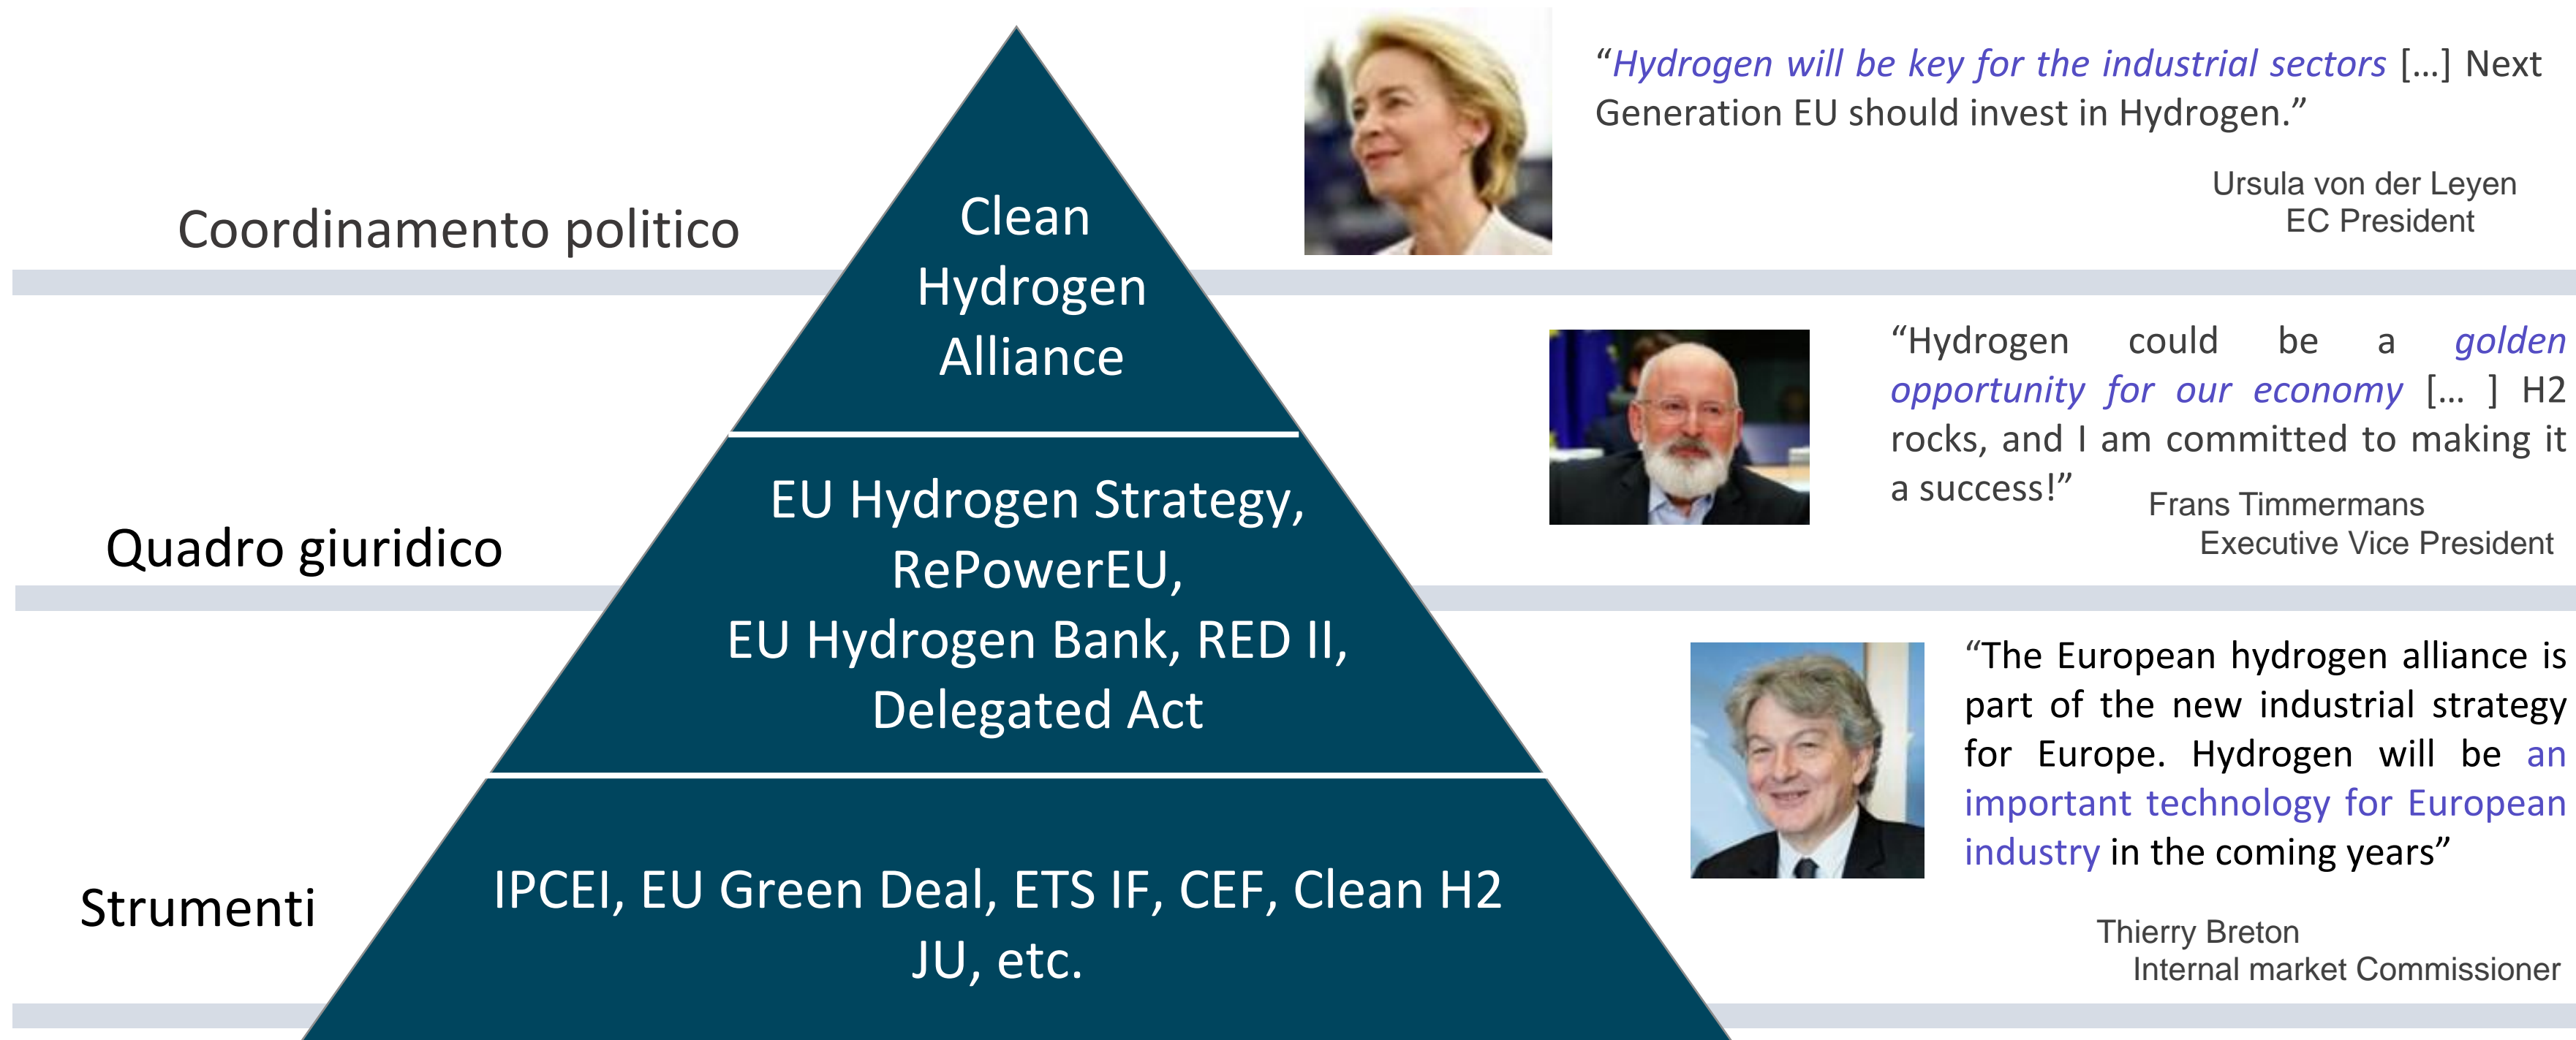 Coordinamento politico
Clean
Hydrogen
Alliance
“Hydrogen will be key for the industrial sectors […] Next
Generation EU should invest in Hydrogen.”
Ursula von der Leyen
EC President
Quadro giuridico
EU Hydrogen Strategy,
RePowerEU,
EU Hydrogen Bank, RED II,
Delegated Act
“Hydrogen could be a golden
opportunity for our economy [… ] H2
rocks, and I am committed to making it
a success!”
Frans Timmermans
Executive Vice President
Strumenti
IPCEI, EU Green Deal, ETS IF, CEF, Clean H2
JU, etc.
“The European hydrogen alliance is
part of the new industrial strategy
for Europe. Hydrogen will be an
important technology for European
industry in the coming years”
Thierry Breton
Internal market Commissioner